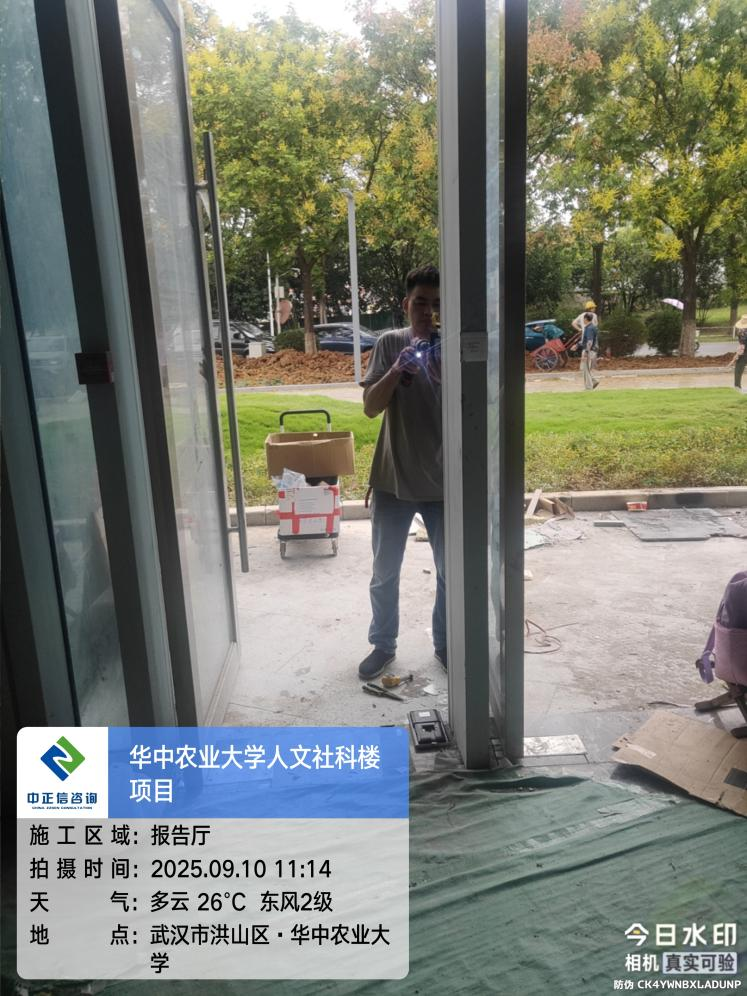 中正信咨询
CHINA ZERON CONSULTATION
华中农业大学人文社科楼
项目
施工区域：报告厅
拍摄时间：2025.09.10 11:14
天 气：多云 26°C 东风2级
地 点：武汉市洪山区·华中农业大
学
今日水印
相机 真实可验
防伪 CK4YWNBXLADUNP